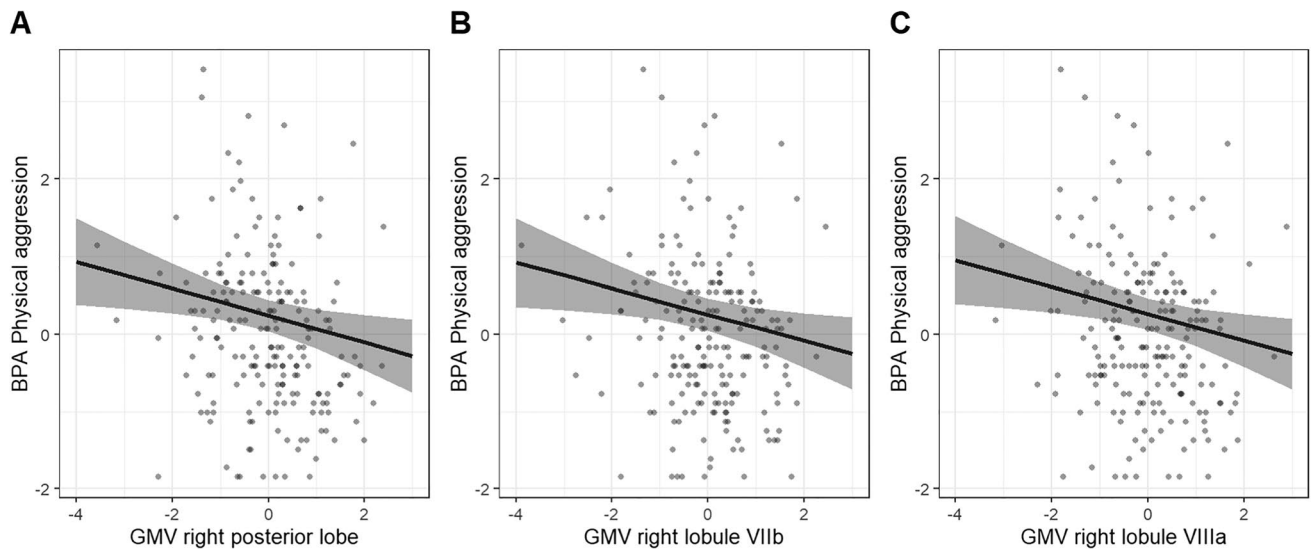 A
BPA Physical aggression
2
0
-2
-4
-2
0
2
GMV right posterior lobe
B
BPA Physical aggression
2
0
-2
-4
-2
0
2
GMV right lobule VIIb
C
BPA Physical aggression
2
0
-2
-4
-2
0
2
GMV right lobule VIIIa